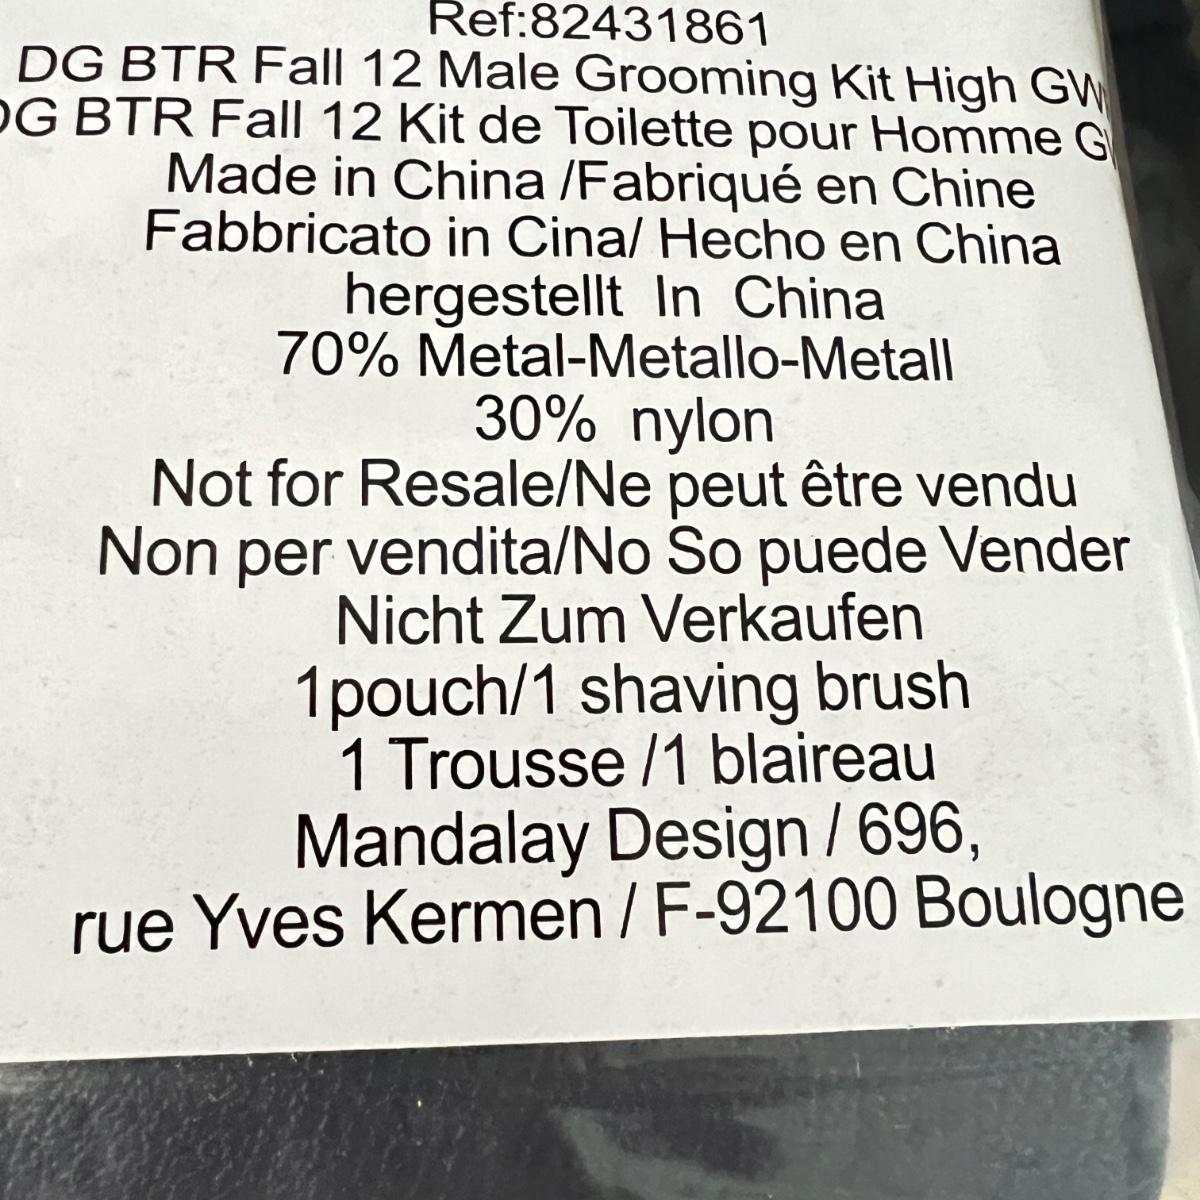 Ref:82431861
DG BTR Fall 12 Male Grooming Kit High GW
DG BTR Fall 12 Kit de Toilette pour Homme
Made in China /Fabriqué en Chine
Fabbricato in Cina/ Hecho en China
hergestellt In China
70% Metal-Metallo-Metall
30% nylon
Not for Resale/Ne peut être vendu
Non per vendita/No So puede Vender
Nicht Zum Verkaufen
1pouch/1 shaving brush
1 Trousse /1 blaireau
Mandalay Design / 696,
rue Yves Kermen / F-92100 Boulogne